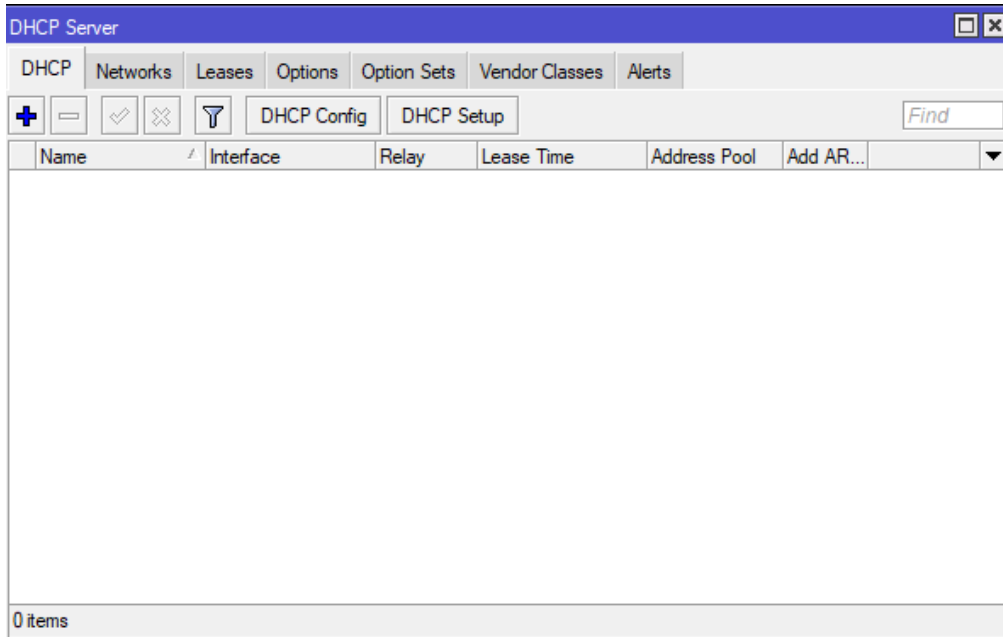 DHCP Server
DHCP Networks Leases Options Option Sets Vendor Classes Alerts
DHCP Config DHCP Setup Find
Name Interface Relay Lease Time Address Pool Add AR...
0 items